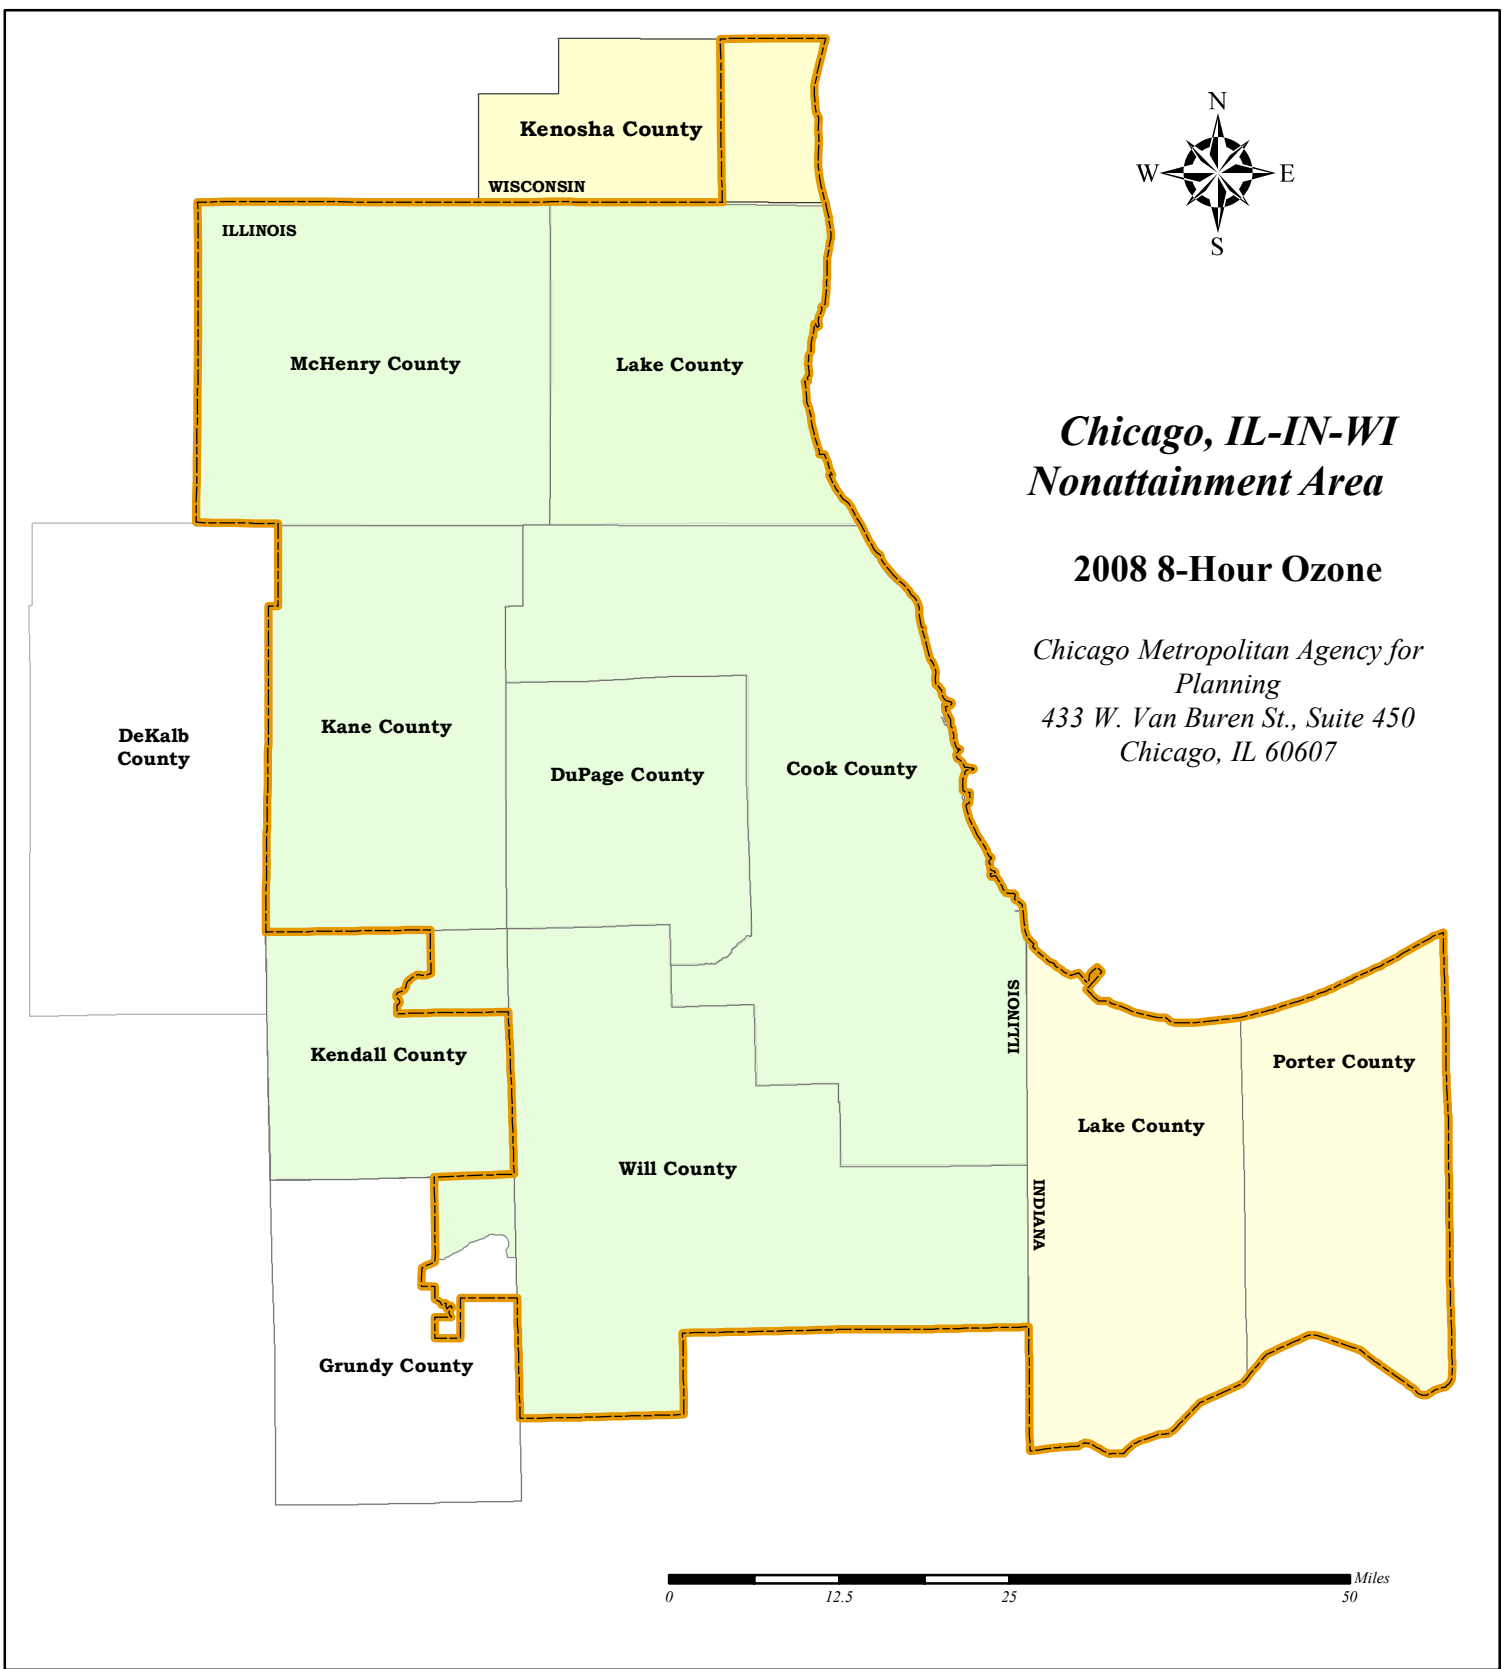 N
W
E
S
Kenosha County
WISCONSIN
ILLINOIS
McHenry County
Lake County
Chicago, IL-IN-WI
Nonattainment Area
2008 8-Hour Ozone
Chicago Metropolitan Agency for
Planning
433 W. Van Buren St., Suite 450
Chicago, IL 60607
DeKalb
County
Kane County
DuPage County
Cook County
ILLINOIS
INDIANA
Kendall County
Will County
Lake County
Porter County
Grundy County
0
12.5
25
50
Miles